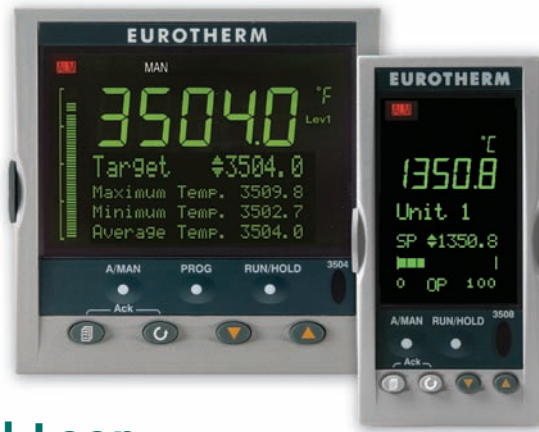 EUROTHERM
ALM MAN
3504.0 °F
Lev1
Target 3504.0
Maximum Temp. 3509.8
Minimum Temp. 3502.7
Average Temp. 3504.0
A/MAN PROG RUN/HOLD 3504
Ack
EUROTHERM
ALM
°C
1350.8
Unit 1
SP 1350.8
0 OP 100
A/MAN RUN/HOLD 3508
Ack